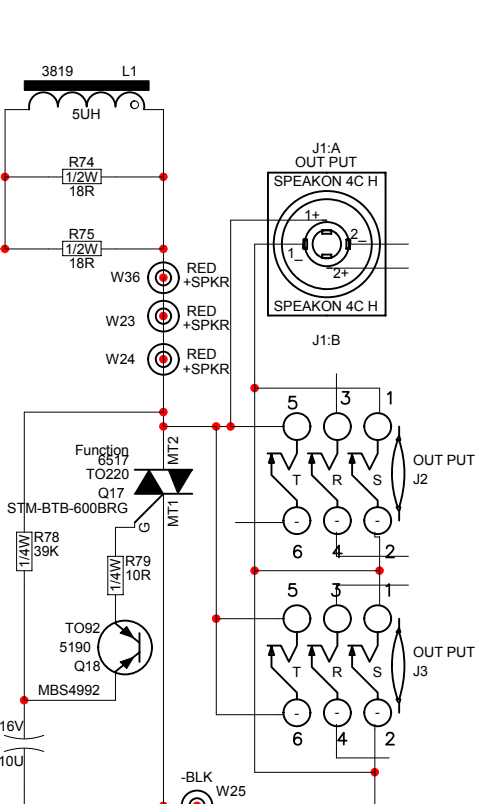 3819 L1
5UH
R74
1/2W
18R
R75
1/2W
18R
W36 RED
+SPKR
W23 RED
+SPKR
W24 RED
+SPKR
J1:A
OUT PUT
SPEAKON 4C H
1+
2_
1_
2+
SPEAKON 4C H
J1:B
5 3 1
T R S
OUT PUT
J2
- - -
6 4 2
Function
6517
TO220
Q17
STM-BTB-600BRG
MT2
MT1
G
R78
39K
1/4W
R79
10R
1/4W
TO92
5190
Q18
MBS4992
16V
10U
5 3 1
T R S
OUT PUT
J3
- - -
6 4 2
-BLK
W25